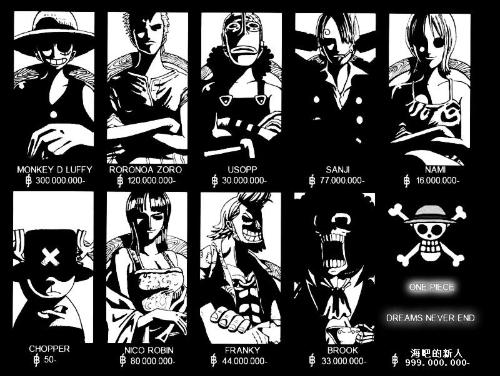 MONKEY D LUFFY
฿ 300.000.000-
RORONOA ZORO
฿ 120.000.000-
USOPP
฿ 30.000.000-
SANJI
฿ 77.000.000-
NAMI
฿ 16.000.000-
CHOPPER
฿ 50-
NICO ROBIN
฿ 80.000.000-
FRANKY
฿ 44.000.000-
BROOK
฿ 33.000.000-
ONE PIECE
DREAMS NEVER END
海吧的新人
฿ 999.000.000-